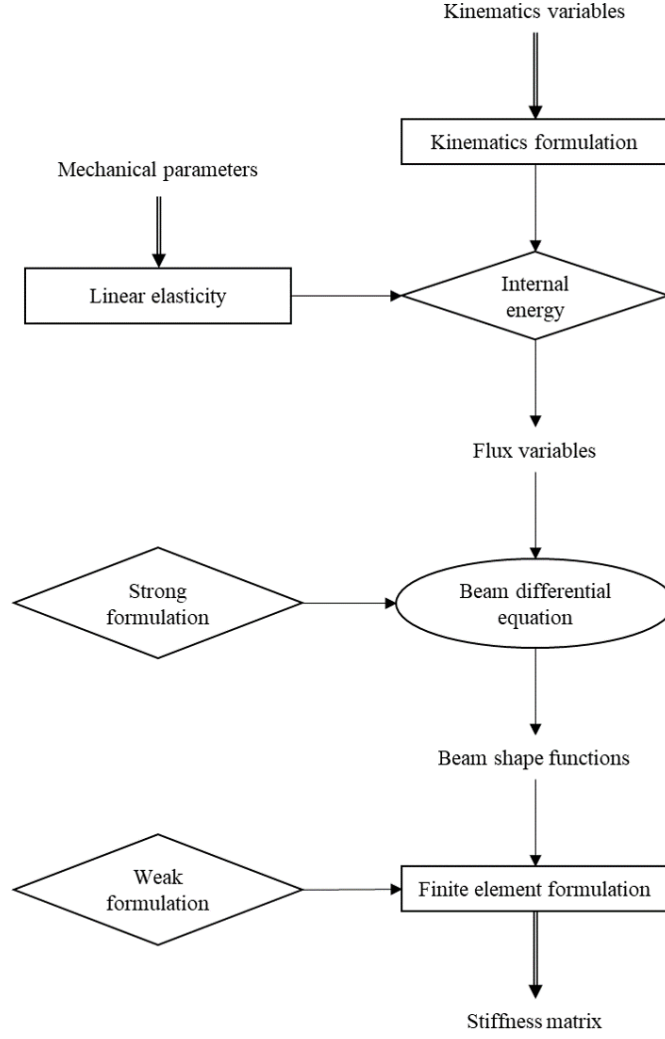 Kinematics variables
Kinematics formulation
Mechanical parameters
Linear elasticity
Internal
energy
Flux variables
Strong
formulation
Beam differential
equation
Beam shape functions
Weak
formulation
Finite element formulation
Stiffness matrix